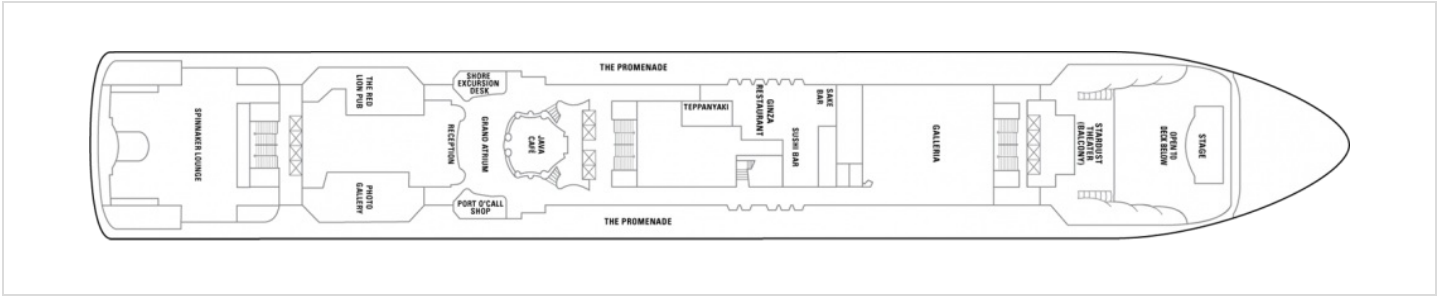 THE PROMENADE
SPINNAKER LOUNGE
THE RED
LION PUB
PHOTO
GALLERY
RECEPTION
SHORE
EXCURSION
DESK
GRAND ATRIUM
PORT O'CALL
SHOP
JAVA
CAFÉ
TEPPANYAKI
GINZA
RESTAURANT
SUSHI BAR
SAKE
BAR
GALLERIA
STARDUST
THEATER
(BALCONY)
OPEN TO
DECK BELOW
STAGE
THE PROMENADE